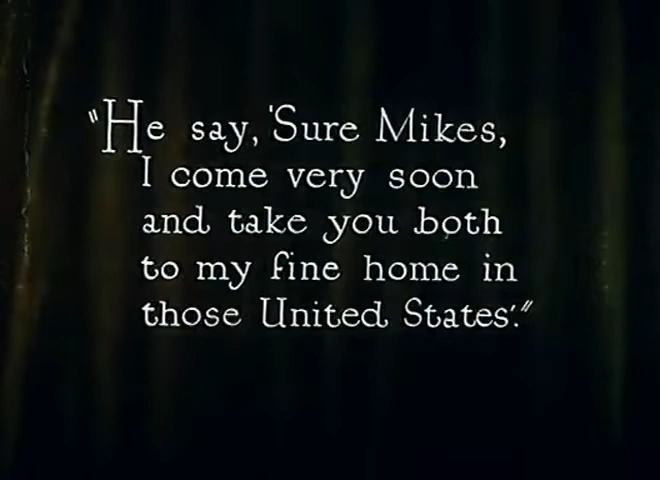 "He say, 'Sure Mikes,
I come very soon
and take you both
to my fine home in
those United States'."